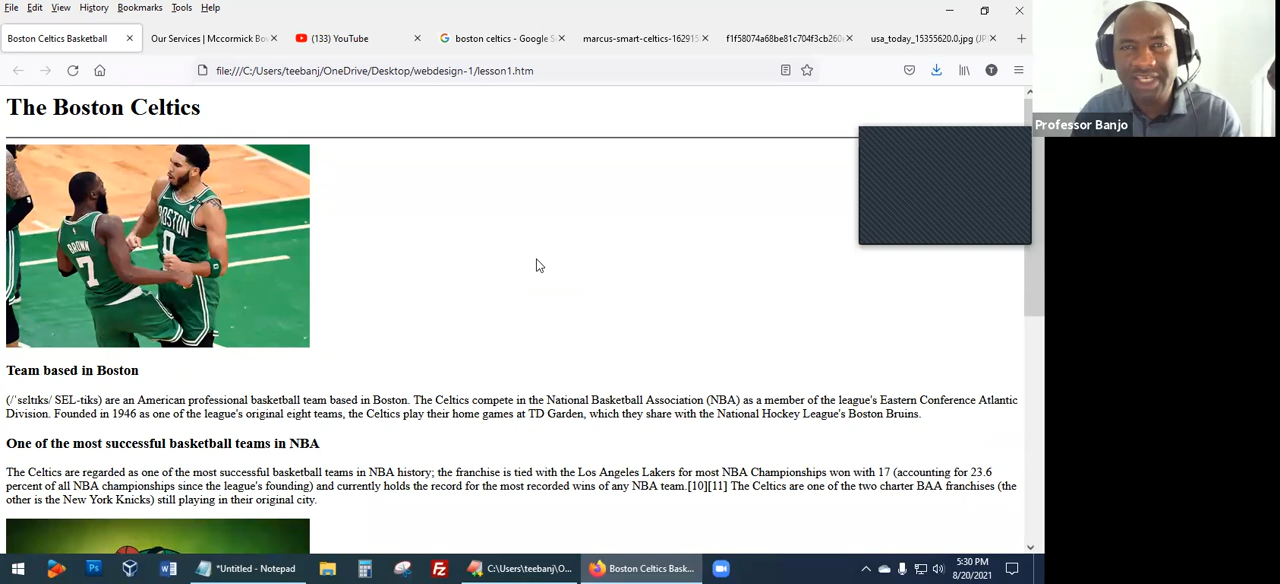 File Edit View History Bookmarks Tools Help
Boston Celtics Basketball
Our Services | Mccormick Bo
(133) YouTube
boston celtics - Google S
marcus-smart-celtics-162915
f1f58074a68be81c704f3cb260
usa_today_15355620.0.jpg (JP
file:///C:/Users/teebanj/OneDrive/Desktop/webdesign-1/lesson1.htm
T
Professor Banjo
The Boston Celtics
BROWN
7
BOSTON
0
Team based in Boston
(/ˈsɛltɪks/ SEL-tiks) are an American professional basketball team based in Boston. The Celtics compete in the National Basketball Association (NBA) as a member of the league's Eastern Conference Atlantic
Division. Founded in 1946 as one of the league's original eight teams, the Celtics play their home games at TD Garden, which they share with the National Hockey League's Boston Bruins.
One of the most successful basketball teams in NBA
The Celtics are regarded as one of the most successful basketball teams in NBA history; the franchise is tied with the Los Angeles Lakers for most NBA Championships won with 17 (accounting for 23.6
percent of all NBA championships since the league's founding) and currently holds the record for the most recorded wins of any NBA team.[10][11] The Celtics are one of the two charter BAA franchises (the
other is the New York Knicks) still playing in their original city.
Ps
*Untitled - Notepad
FZ
C:\Users\teebanj\O...
Boston Celtics Bask...
5:30 PM
8/20/2021